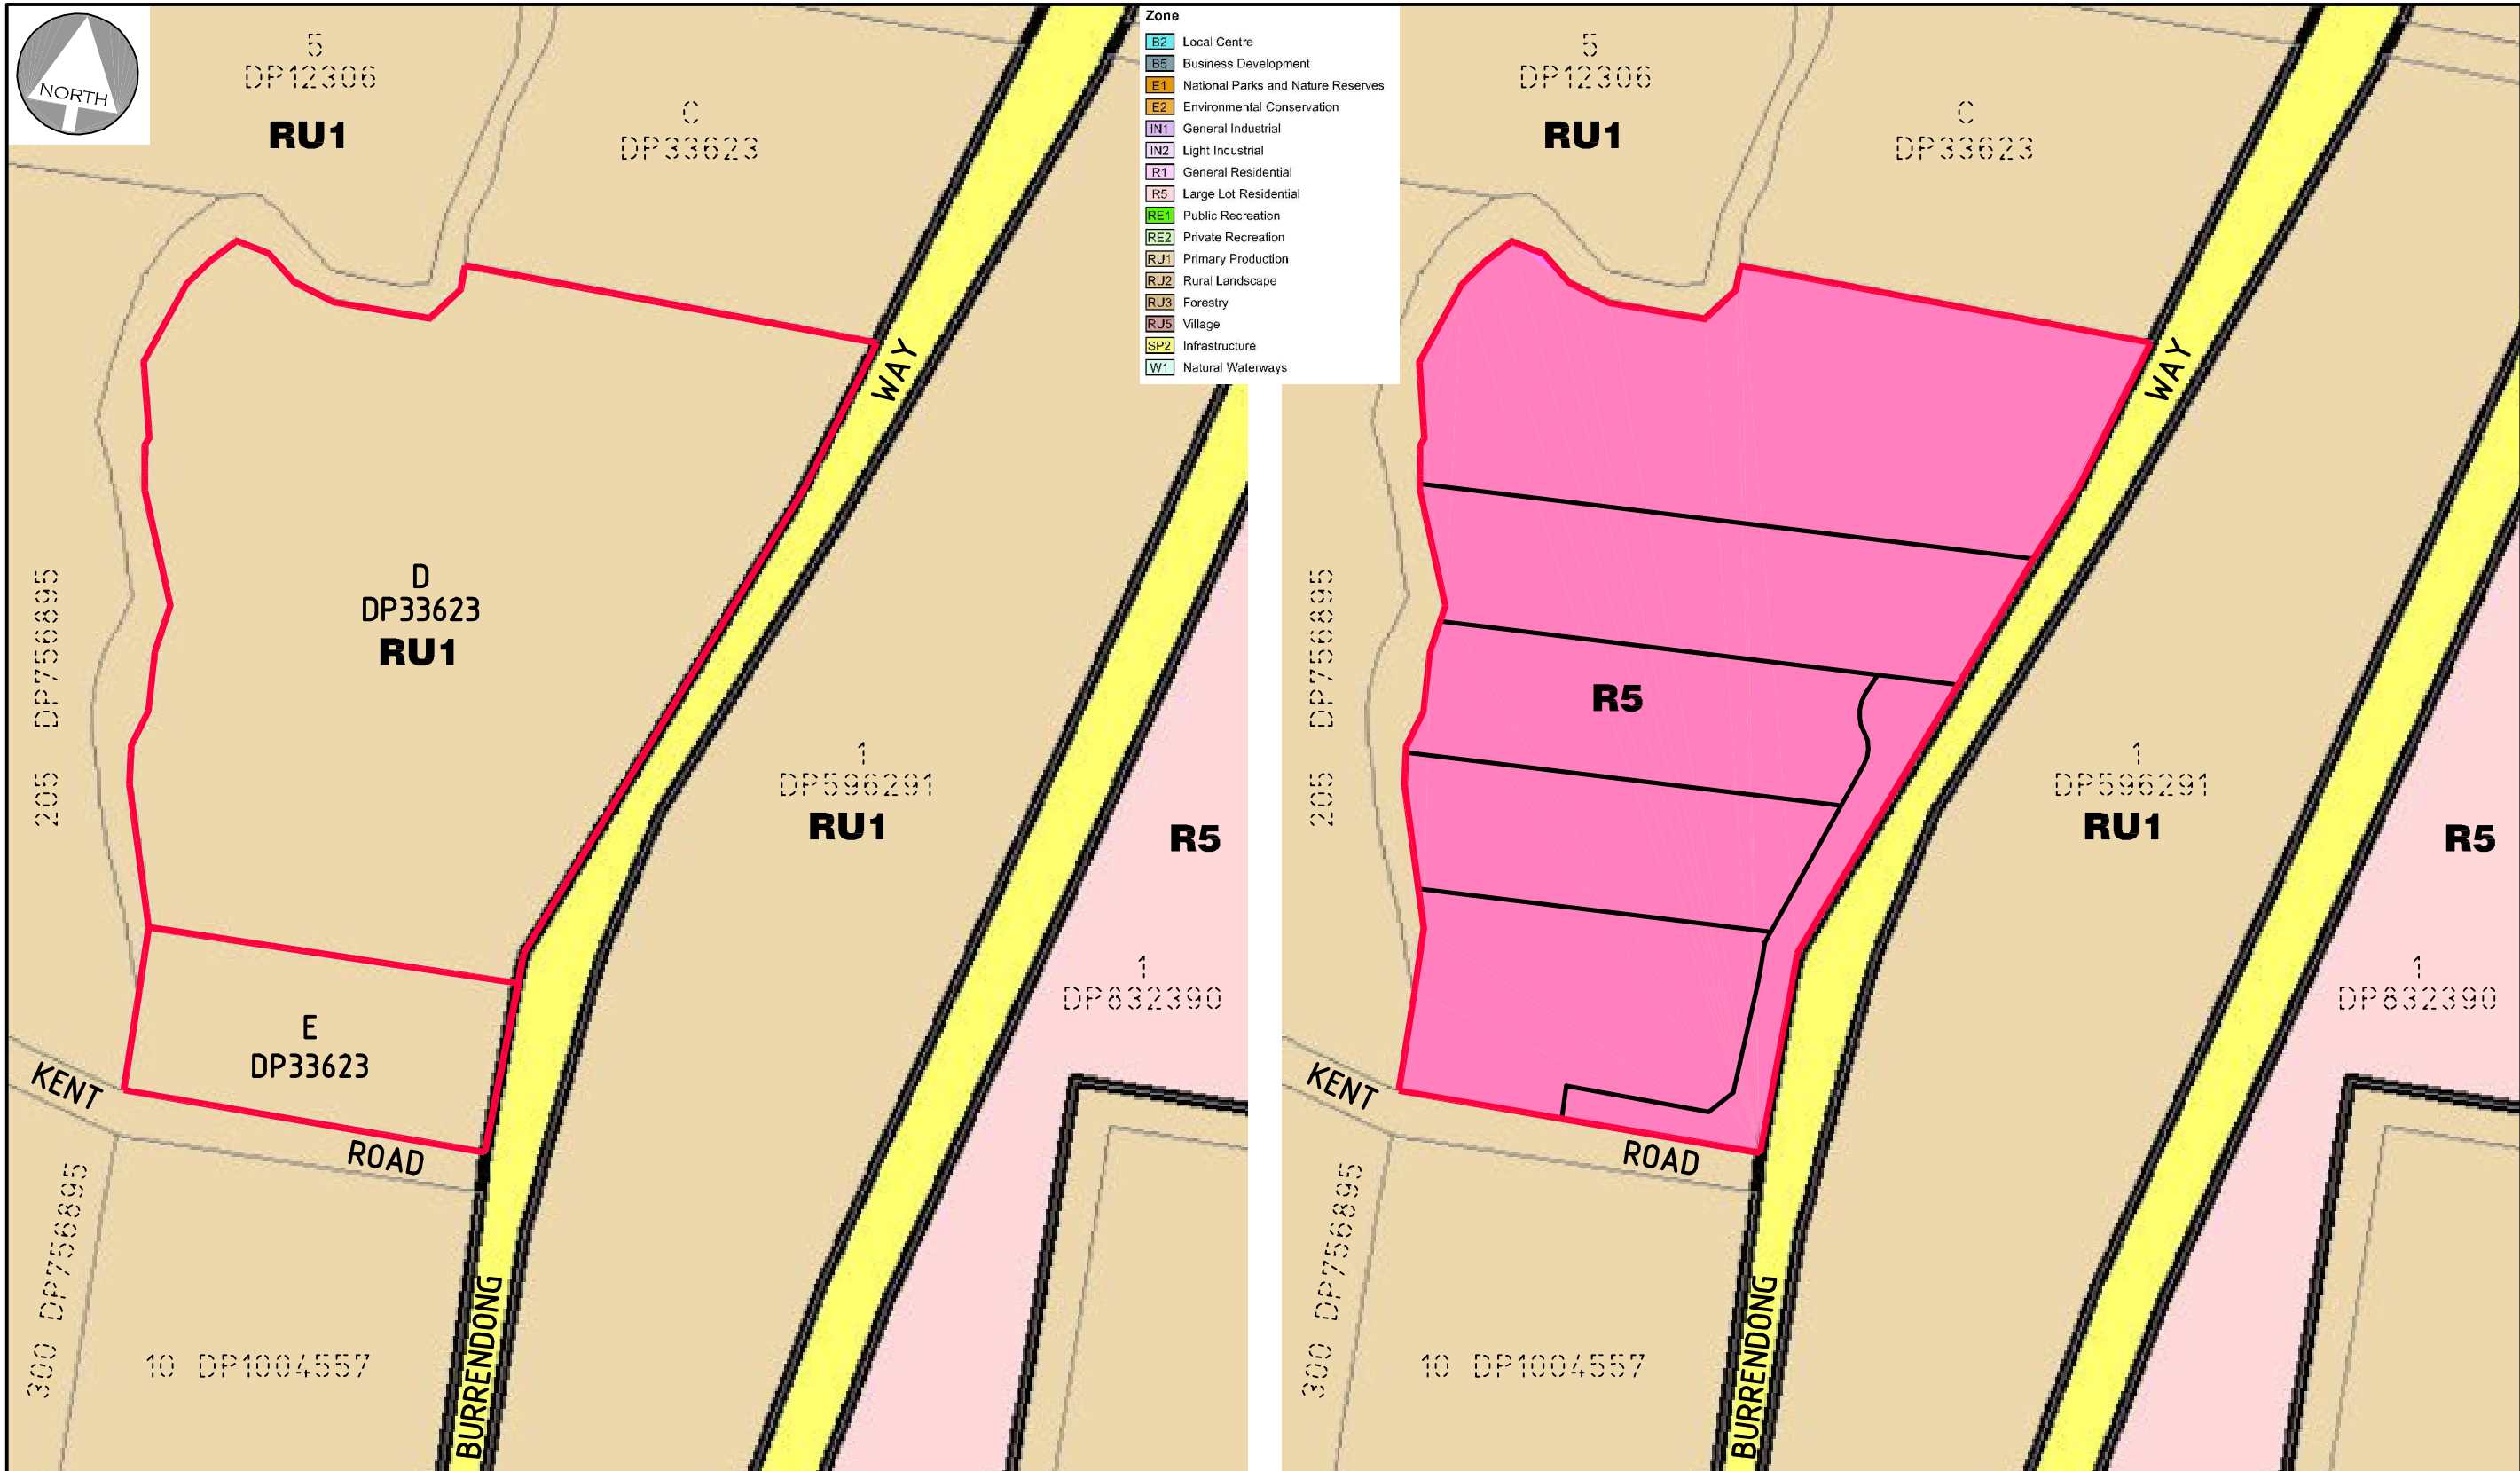 NORTH
5
DP12306
RU1
C
DP33623
WAY
D
DP33623
RU1
205 DP756895
1
DP596291
RU1
R5
1
DP832390
E
DP33623
KENT
ROAD
300 DP756895
10 DP1004557
BURRENDONG
Zone
B2 Local Centre
B5 Business Development
E1 National Parks and Nature Reserves
E2 Environmental Conservation
IN1 General Industrial
IN2 Light Industrial
R1 General Residential
R5 Large Lot Residential
RE1 Public Recreation
RE2 Private Recreation
RU1 Primary Production
RU2 Rural Landscape
RU3 Forestry
RU5 Village
SP2 Infrastructure
W1 Natural Waterways
5
DP12306
RU1
C
DP33623
WAY
205 DP756895
R5
1
DP596291
RU1
R5
1
DP832390
KENT
ROAD
300 DP756895
10 DP1004557
BURRENDONG